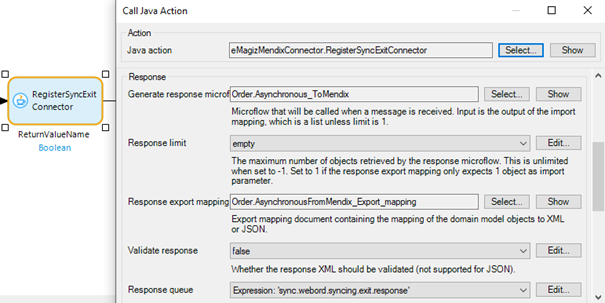 Call Java Action
Action
Java action
eMagizMendixConnector.RegisterSyncExitConnector
Select...
Show
RegisterSyncExit
Connector
ReturnValueName
Boolean
Response
Generate response microf
Order.Asynchronous_ToMendix
Select...
Show
Microflow that will be called when a message is received. Input is the output of the import
mapping, which is a list unless limit is 1.
Response limit
empty
Edit...
The maximum number of objects retrieved by the response microflow. This is unlimited
when set to -1. Set to 1 if the response export mapping only expects 1 object as import
parameter.
Response export mapping
Order.AsynchronousFromMendix_Export_mapping
Select...
Show
Export mapping document containing the mapping of the domain model objects to XML
or JSON.
Validate response
false
Edit...
Whether the response XML should be validated (not supported for JSON).
Response queue
Expression: 'sync.webord.syncing.exit.response'
Edit...